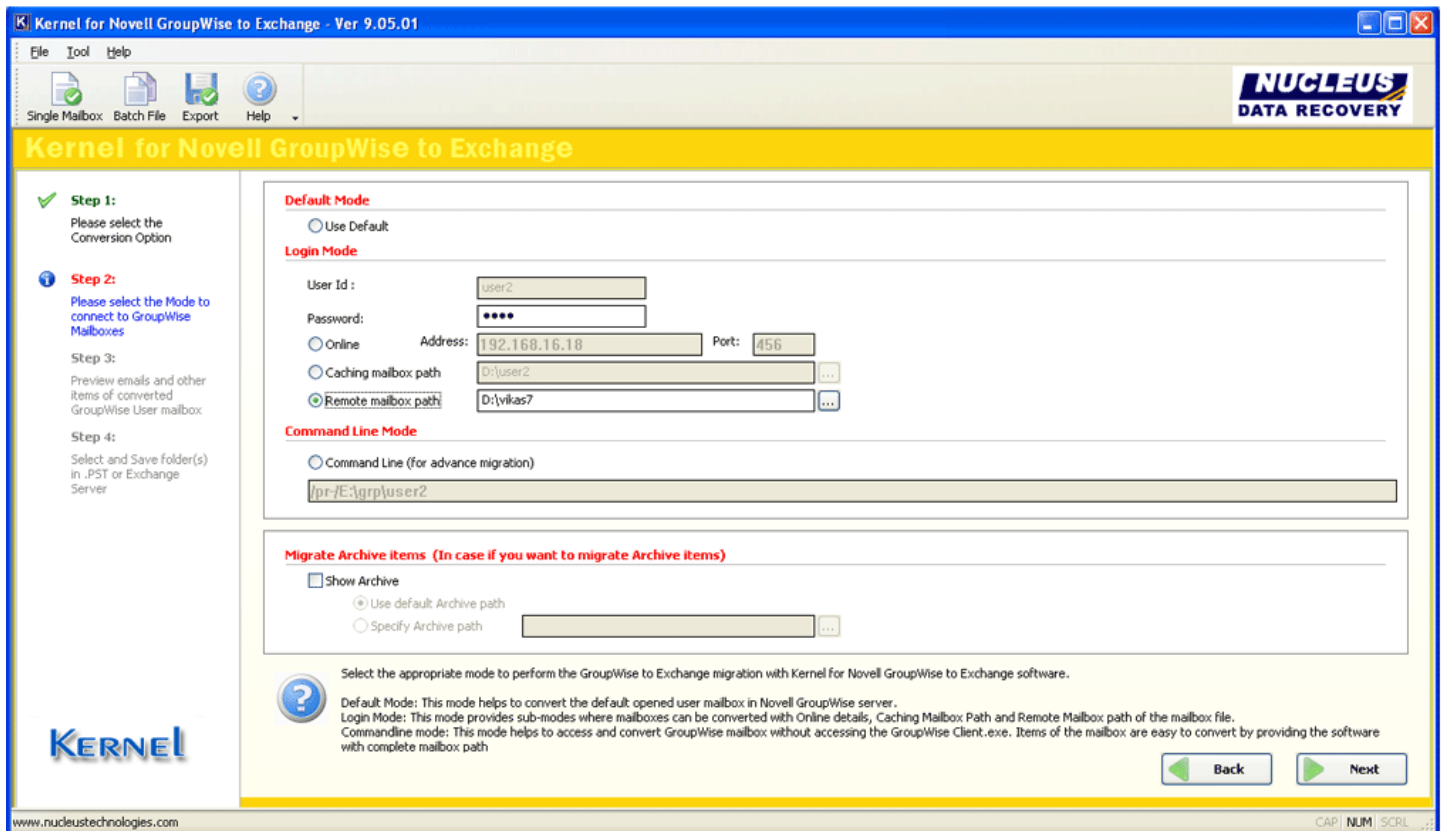 Kernel for Novell GroupWise to Exchange - Ver 9.05.01
File Tool Help
Single Mailbox Batch File Export Help
NUCLEUS
DATA RECOVERY
Kernel for Novell GroupWise to Exchange
Step 1:
Please select the
Conversion Option
Step 2:
Please select the Mode to
connect to GroupWise
Mailboxes
Step 3:
Preview emails and other
items of converted
GroupWise User mailbox
Step 4:
Select and Save folder(s)
in .PST or Exchange
Server
KERNEL
Default Mode
Use Default
Login Mode
User Id : user2
Password: ••••
Online Address: 192.168.16.18 Port: 456
Caching mailbox path D:\user2 ...
Remote mailbox path D:\vikas7 ...
Command Line Mode
Command Line (for advance migration)
/pr-/E:\grp\user2
Migrate Archive items (In case if you want to migrate Archive items)
Show Archive
Use default Archive path
Specify Archive path ...
Select the appropriate mode to perform the GroupWise to Exchange migration with Kernel for Novell GroupWise to Exchange software.
Default Mode: This mode helps to convert the default opened user mailbox in Novell GroupWise server.
Login Mode: This mode provides sub-modes where mailboxes can be converted with Online details, Caching Mailbox Path and Remote Mailbox path of the mailbox file.
Commandline mode: This mode helps to access and convert GroupWise mailbox without accessing the GroupWise Client.exe. Items of the mailbox are easy to convert by providing the software
with complete mailbox path
Back Next
www.nucleustechnologies.com CAP NUM SCRL